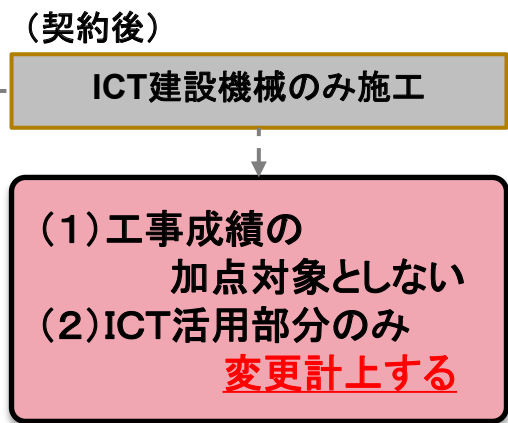 （契約後）
ICT建設機械のみ施工
（１）工事成績の
加点対象としない
（２）ICT活用部分のみ
変更計上する